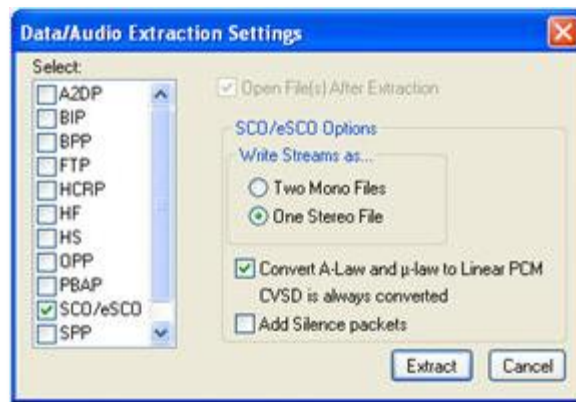 Data/Audio Extraction Settings
Select:
A2DP
BIP
BPP
FTP
HCRP
HF
HS
OPP
PBAP
SCO/eSCO
SPP
Open File(s) After Extraction
SCO/eSCO Options
Write Streams as...
Two Mono Files
One Stereo File
Convert A-Law and µ-law to Linear PCM
CVSD is always converted
Add Silence packets
Extract
Cancel